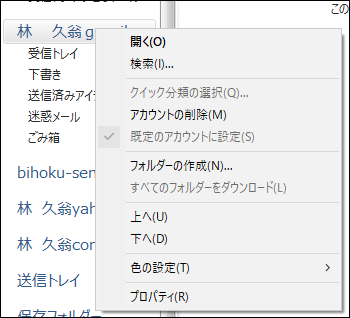 この
林　久翁gmail
受信トレイ
下書き
送信済みアイ
迷惑メール
ごみ箱
bihoku-sen
林　久翁yah
林　久翁cor
送信トレイ
保存フォルダー
開く(O)
検索(I)...
クイック分類の選択(Q)...
アカウントの削除(M)
既定のアカウントに設定(S)
フォルダーの作成(N)...
すべてのフォルダーをダウンロード(L)
上へ(U)
下へ(D)
色の設定(T)
プロパティ(R)